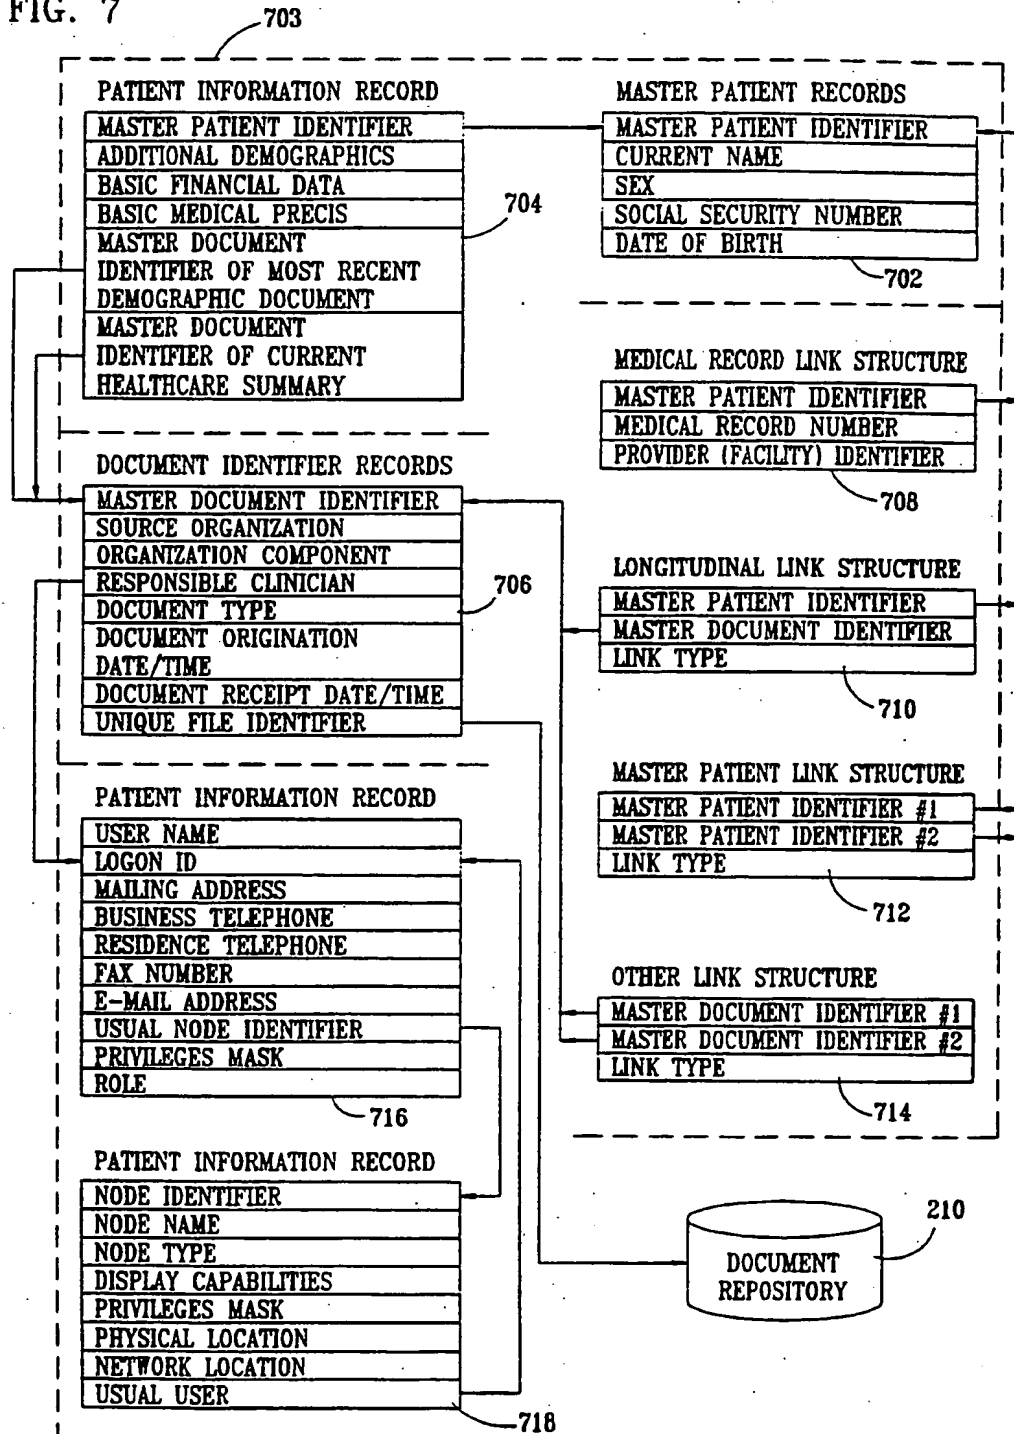 FIG. 7
703
PATIENT INFORMATION RECORD
MASTER PATIENT IDENTIFIER
ADDITIONAL DEMOGRAPHICS
BASIC FINANCIAL DATA
BASIC MEDICAL PRECIS
MASTER DOCUMENT
IDENTIFIER OF MOST RECENT
DEMOGRAPHIC DOCUMENT
MASTER DOCUMENT
IDENTIFIER OF CURRENT
HEALTHCARE SUMMARY
704
MASTER PATIENT RECORDS
MASTER PATIENT IDENTIFIER
CURRENT NAME
SEX
SOCIAL SECURITY NUMBER
DATE OF BIRTH
702
MEDICAL RECORD LINK STRUCTURE
MASTER PATIENT IDENTIFIER
MEDICAL RECORD NUMBER
PROVIDER (FACILITY) IDENTIFIER
708
DOCUMENT IDENTIFIER RECORDS
MASTER DOCUMENT IDENTIFIER
SOURCE ORGANIZATION
ORGANIZATION COMPONENT
RESPONSIBLE CLINICIAN
DOCUMENT TYPE
DOCUMENT ORIGINATION
DATE/TIME
DOCUMENT RECEIPT DATE/TIME
UNIQUE FILE IDENTIFIER
706
LONGITUDINAL LINK STRUCTURE
MASTER PATIENT IDENTIFIER
MASTER DOCUMENT IDENTIFIER
LINK TYPE
710
MASTER PATIENT LINK STRUCTURE
MASTER PATIENT IDENTIFIER #1
MASTER PATIENT IDENTIFIER #2
LINK TYPE
712
PATIENT INFORMATION RECORD
USER NAME
LOGON ID
MAILING ADDRESS
BUSINESS TELEPHONE
RESIDENCE TELEPHONE
FAX NUMBER
E-MAIL ADDRESS
USUAL NODE IDENTIFIER
PRIVILEGES MASK
ROLE
716
OTHER LINK STRUCTURE
MASTER DOCUMENT IDENTIFIER #1
MASTER DOCUMENT IDENTIFIER #2
LINK TYPE
714
PATIENT INFORMATION RECORD
NODE IDENTIFIER
NODE NAME
NODE TYPE
DISPLAY CAPABILITIES
PRIVILEGES MASK
PHYSICAL LOCATION
NETWORK LOCATION
USUAL USER
718
210
DOCUMENT
REPOSITORY